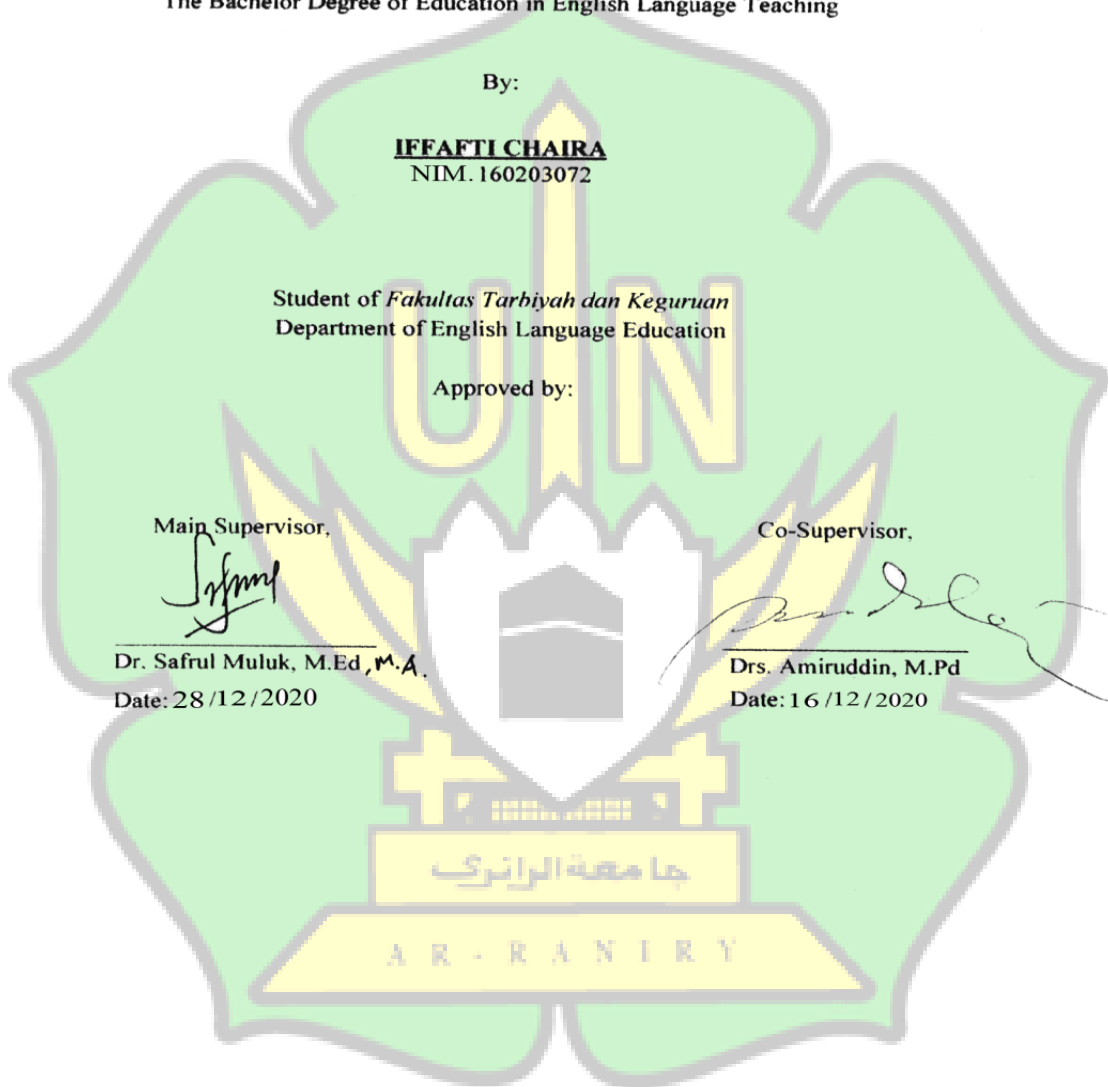 The Bachelor Degree of Education in English Language Teaching
By:
IFFAFTI CHAIRA
NIM. 160203072
Student of Fakultas Tarbiyah dan Keguruan
Department of English Language Education
Approved by:
UIN
Main Supervisor,
Co-Supervisor,
Dr. Safrul Muluk, M.Ed, M.A.
Drs. Amiruddin, M.Pd
Date: 28/12/2020
Date: 16/12/2020
جامعة الرانري
AR-RANIRY